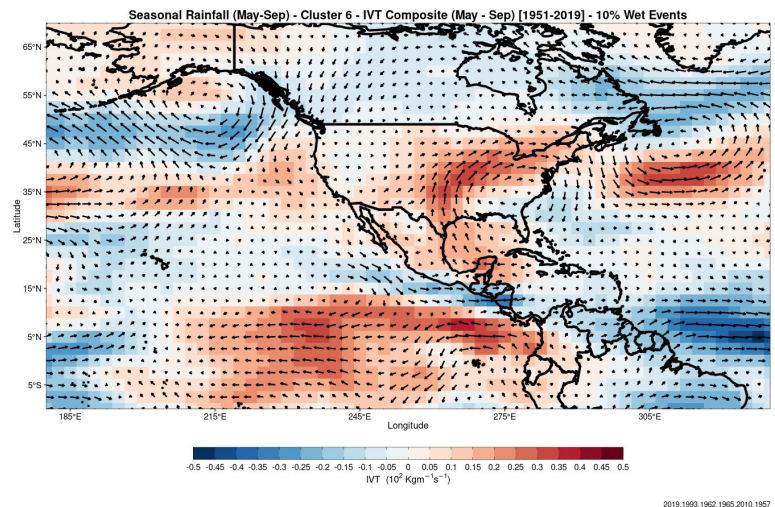 Seasonal Rainfall (May-Sep) - Cluster 6 - IVT Composite (May - Sep) [1951-2019] - 10% Wet Events
65°N
55°N
45°N
35°N
25°N
15°N
5°N
5°S
Latitude
185°E 215°E 245°E 275°E 305°E
Longitude
-0.5 -0.45 -0.4 -0.35 -0.3 -0.25 -0.2 -0.15 -0.1 -0.05 0 0.05 0.1 0.15 0.2 0.25 0.3 0.35 0.4 0.45 0.5
IVT (10² Kgm⁻¹s⁻¹)
2019.1993.1962.1965.2010.1957